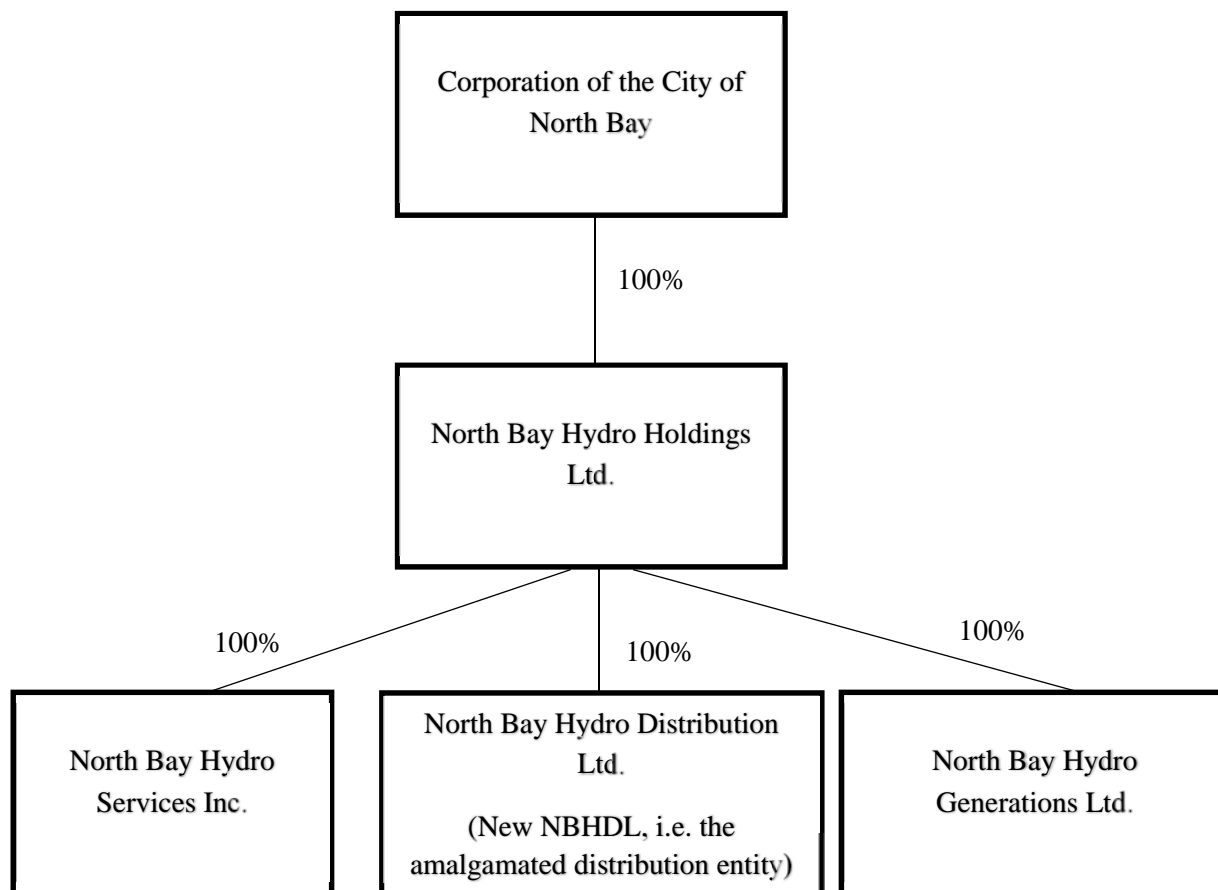 Corporation of the City of
North Bay
100%
North Bay Hydro Holdings
Ltd.
100%
100%
100%
North Bay Hydro
Services Inc.
North Bay Hydro Distribution
Ltd.
(New NBHDL, i.e. the
amalgamated distribution entity)
North Bay Hydro
Generations Ltd.